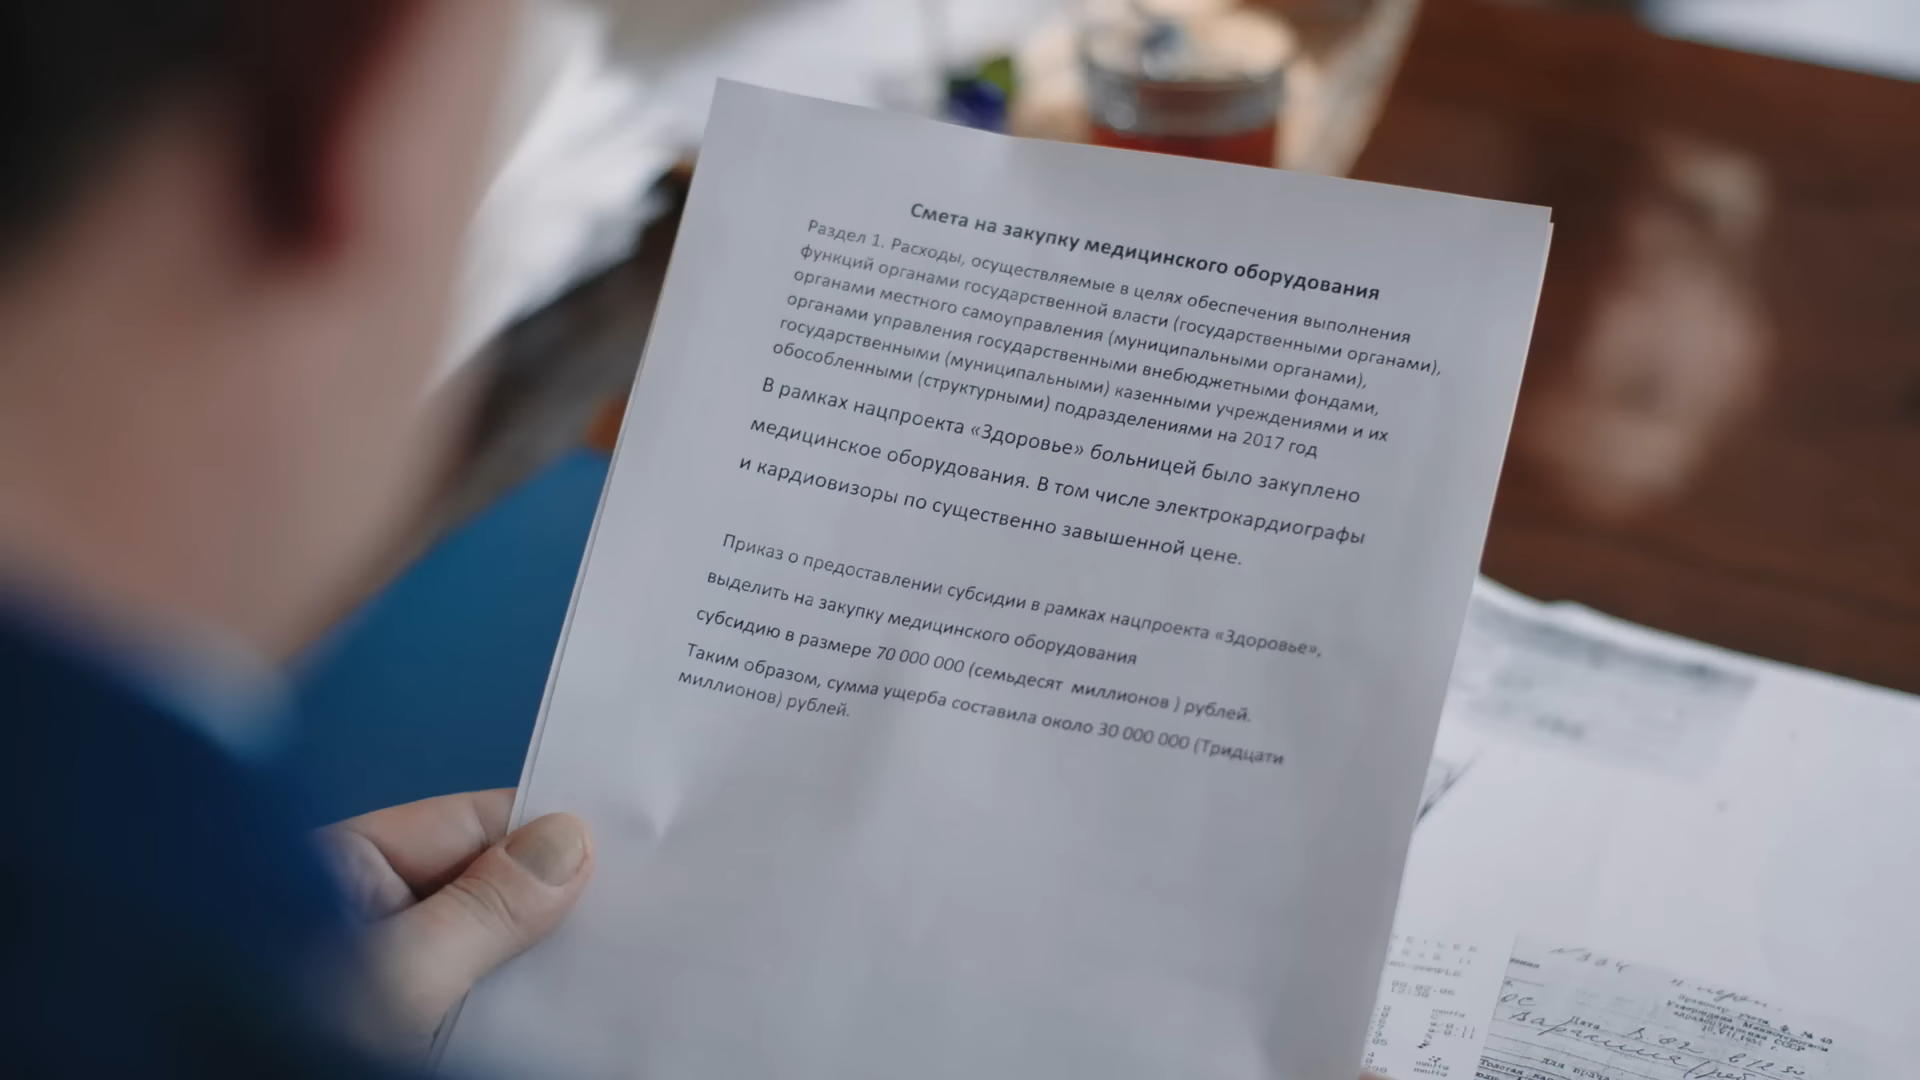 Смета на закупку медицинского оборудования
Раздел 1. Расходы, осуществляемые в целях обеспечения выполнения
функций органами государственной власти (государственными органами),
органами местного самоуправления (муниципальными органами),
органами управления государственными внебюджетными фондами,
государственными (муниципальными) казенными учреждениями и их
обособленными (структурными) подразделениями на 2017 год
В рамках нацпроекта «Здоровье» больницей было закуплено
медицинское оборудования. В том числе электрокардиографы
и кардиовизоры по существенно завышенной цене.
Приказ о предоставлении субсидии в рамках нацпроекта «Здоровье»,
выделить на закупку медицинского оборудования
субсидию в размере 70 000 000 (семьдесят миллионов ) рублей.
Таким образом, сумма ущерба составила около 30 000 000 (Тридцати
миллионов) рублей.
12:30
Дата